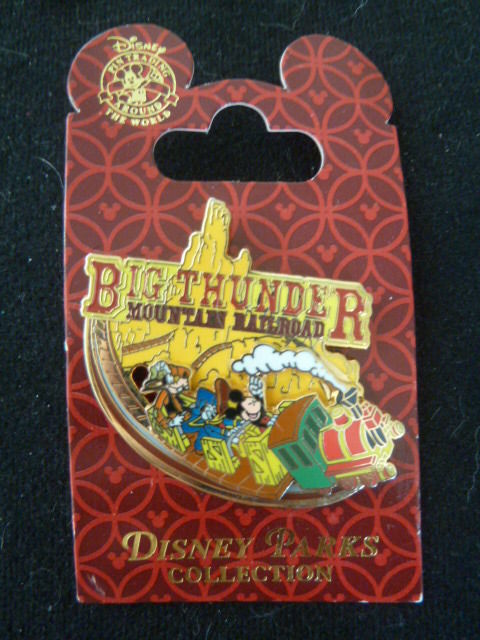 Disney
PIN TRADING
AROUND
THE WORLD
BIG THUNDER
MOUNTAIN RAILROAD
DISNEY PARKS
COLLECTION